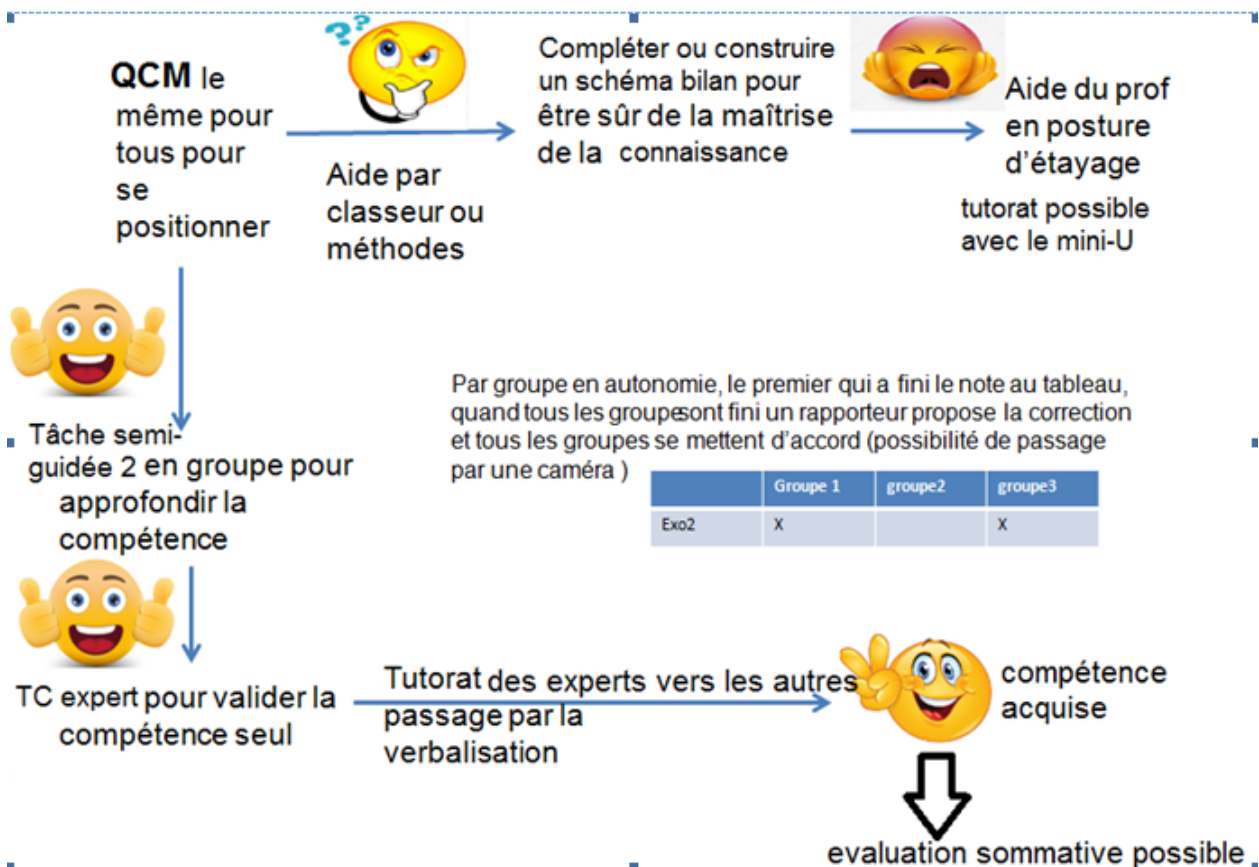 QCM le
même pour
tous pour
se
positionner
???
Aide par
classeur ou
méthodes
Compléter ou construire
un schéma bilan pour
être sûr de la maîtrise
de la connaissance
Aide du prof
en posture
d'étayage
tutorat possible
avec le mini-U
Par groupe en autonomie, le premier qui a fini le note au tableau,
quand tous les groupesont fini un rapporteur propose la correction
et tous les groupes se mettent d'accord (possibilité de passage
par une caméra )
Groupe 1 groupe2 groupe3
Exo2 X X
Tâche semi-
guidée 2 en groupe pour
approfondir la
compétence
TC expert pour valider la
compétence seul
Tutorat des experts vers les autres
passage par la
verbalisation
compétence
acquise
evaluation sommative possible